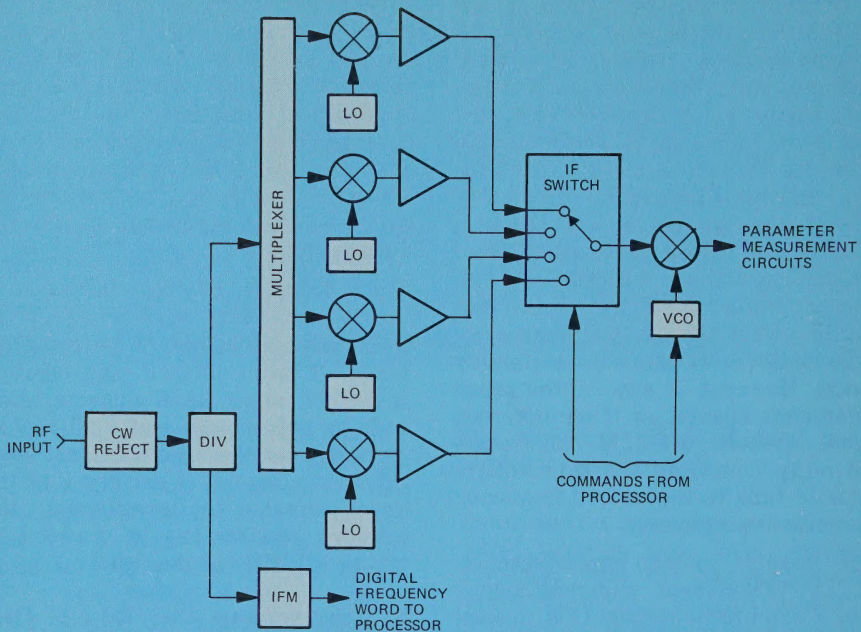 MULTIPLEXER
LO
LO
LO
LO
IF
SWITCH
PARAMETER
MEASUREMENT
CIRCUITS
VCO
RF
INPUT
CW
REJECT
DIV
COMMANDS FROM
PROCESSOR
IFM
DIGITAL
FREQUENCY
WORD TO
PROCESSOR